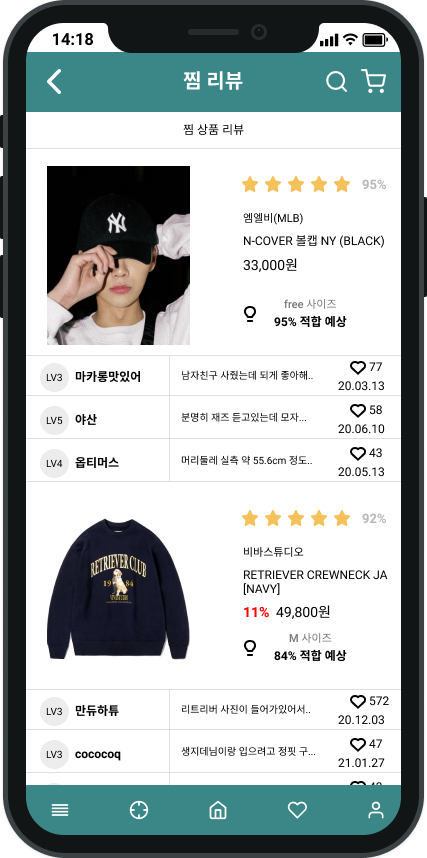 14:18
찜 리뷰
찜 상품 리뷰
NY
95%
엠엘비(MLB)
N-COVER 볼캡 NY (BLACK)
33,000원
free 사이즈
95% 적합 예상
LV3 마카롱맛있어 남자친구 사줬는데 되게 좋아해.. 77
20.03.13
LV5 야산 분명히 재즈 듣고있는데 모자... 58
20.06.10
LV4 옵티머스 머리둘레 실측 약 55.6cm 정도.. 43
20.05.13
92%
비바스튜디오
RETRIEVER CREWNECK JA
[NAVY]
11% 49,800원
M 사이즈
84% 적합 예상
RETRIEVER CLUB
19 84
LV3 만듀하튜 리트리버 사진이 들어가있어서.. 572
20.12.03
LV3 cococoq 생지데님이랑 입으려고 정핏 구... 47
21.01.27